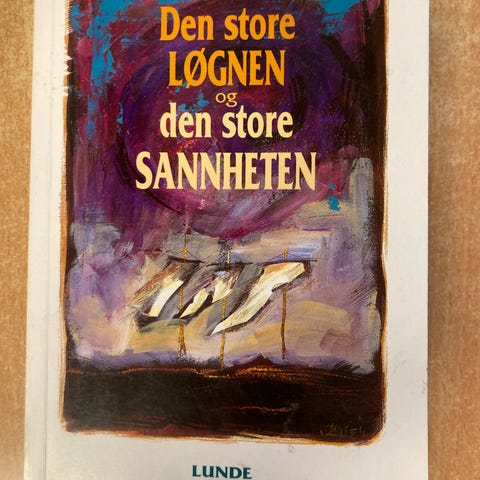 Den store
LØGNEN
og
den store
SANNHETEN
LUNDE